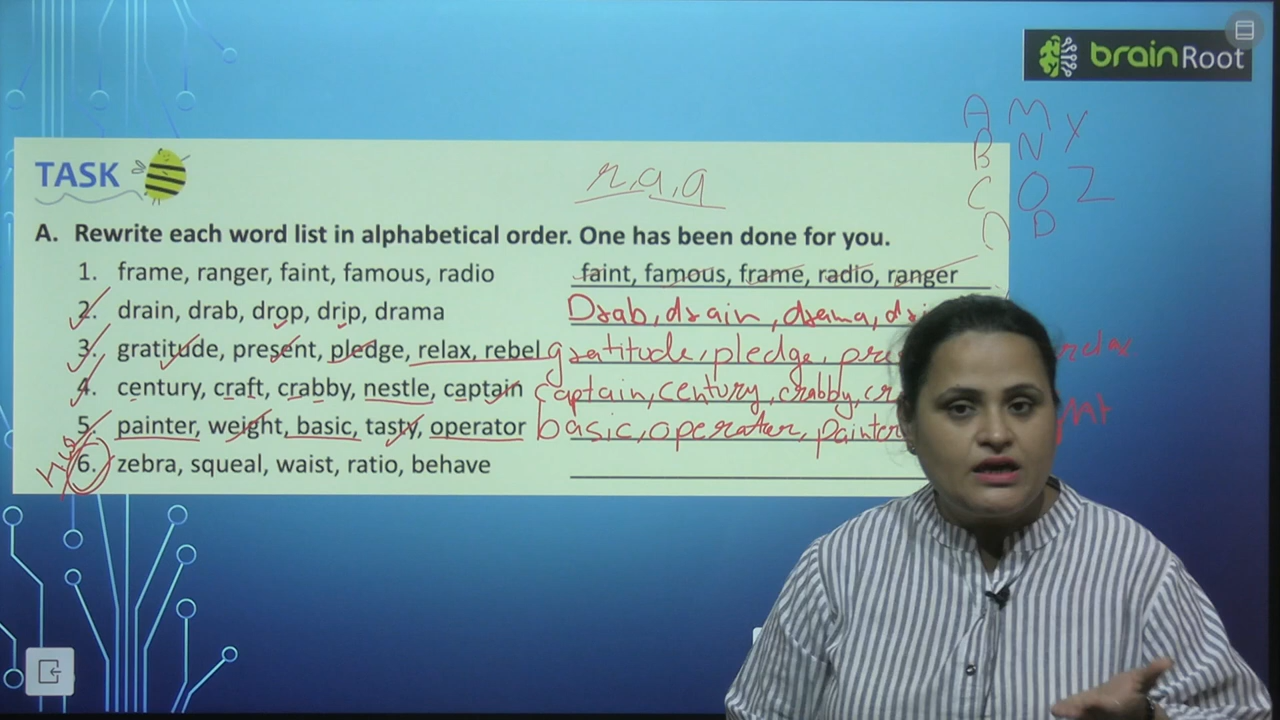 brainRoot
A M Y
B N
C O Z
D
TASK
r, a, a
A. Rewrite each word list in alphabetical order. One has been done for you.
1. frame, ranger, faint, famous, radio faint, famous, frame, radio, ranger
2. drain, drab, drop, drip, drama Drab, drain, drama,
3. gratitude, present, pledge, relax, rebel gratitude, pledge, relax
4. century, craft, crabby, nestle, captain captain, century, crabby,
5. painter, weight, basic, tasty, operator basic, operator, painter
6. zebra, squeal, waist, ratio, behave